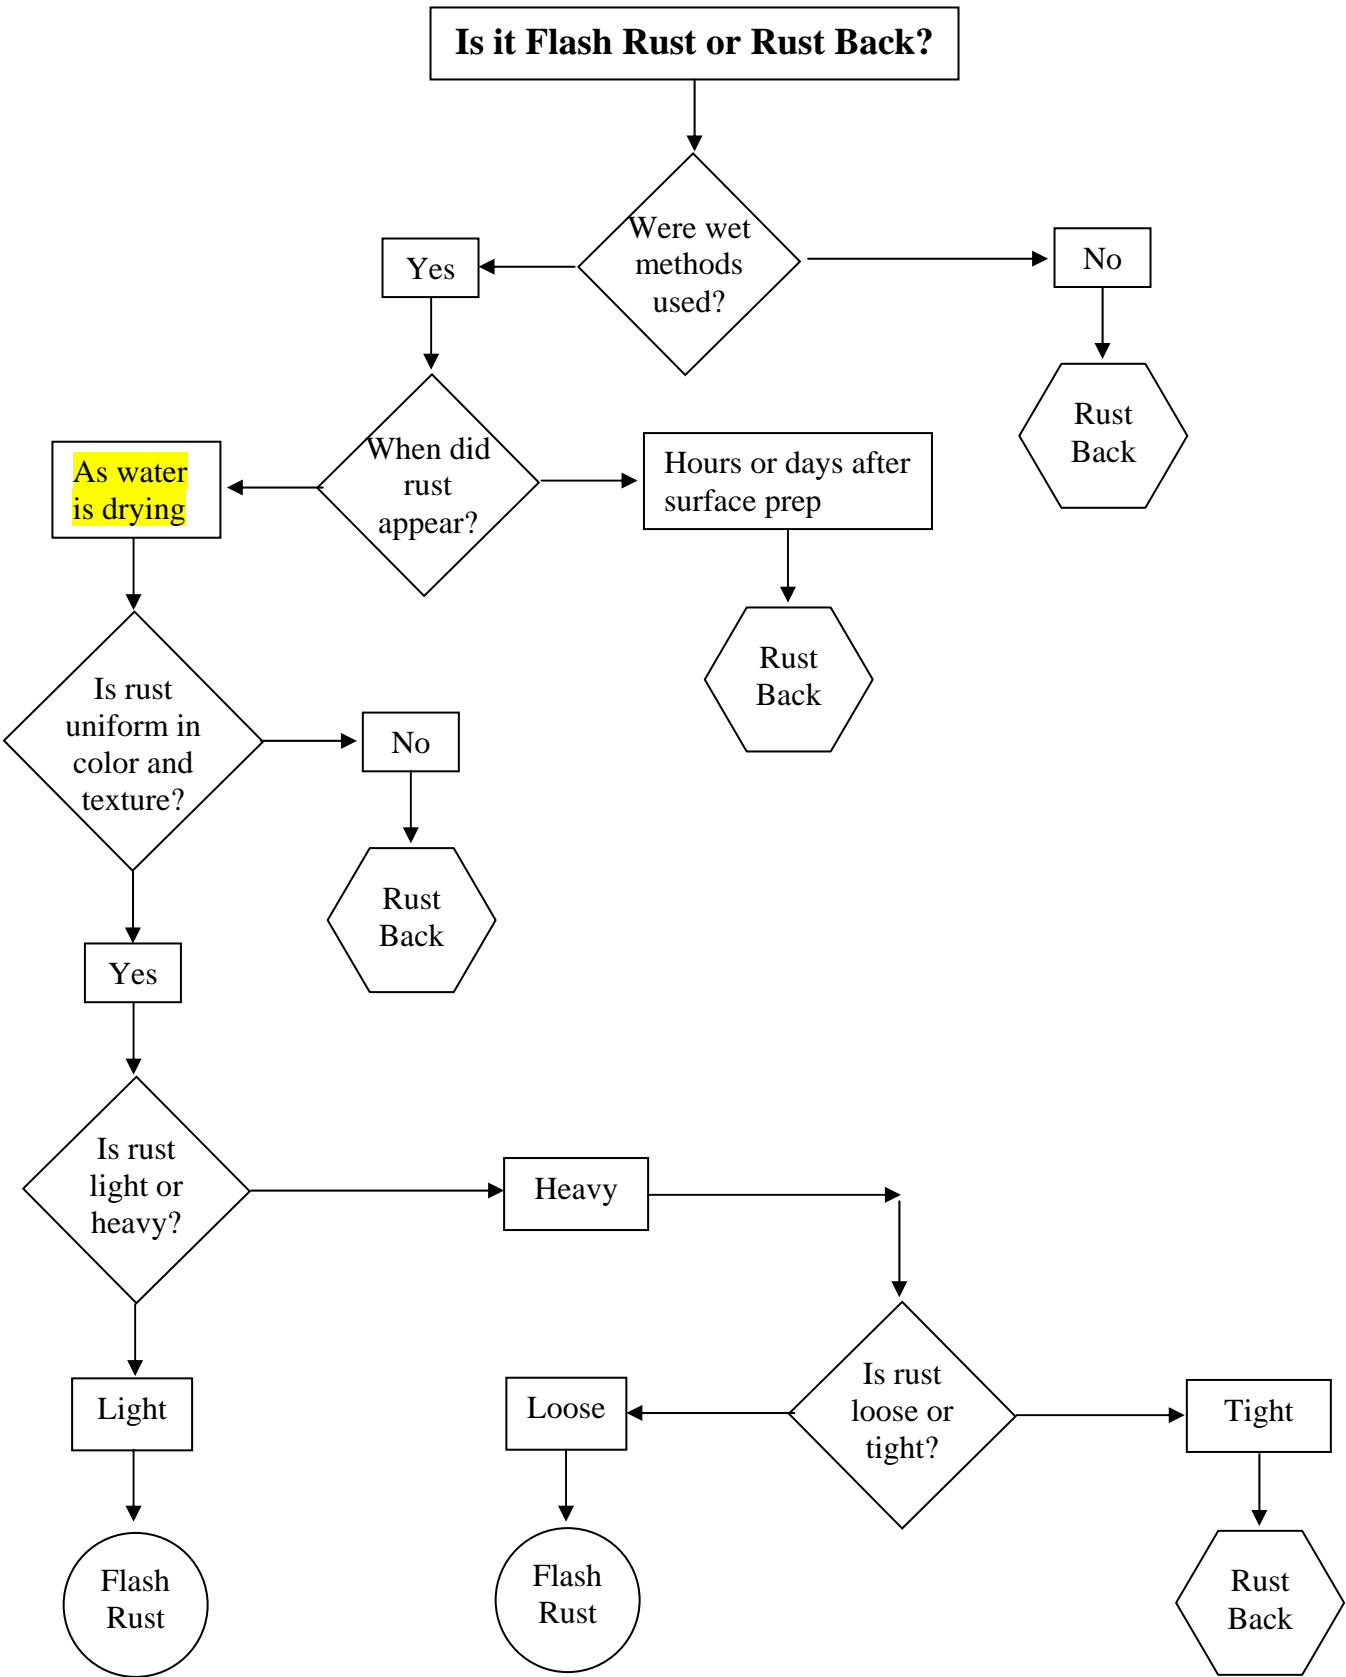 Is it Flash Rust or Rust Back?
Were wet
methods
used?
Yes
No
Rust
Back
When did
rust
appear?
As water
is drying
Hours or days after
surface prep
Rust
Back
Is rust
uniform in
color and
texture?
No
Rust
Back
Yes
Is rust
light or
heavy?
Heavy
Is rust
loose or
tight?
Light
Loose
Tight
Flash
Rust
Flash
Rust
Rust
Back